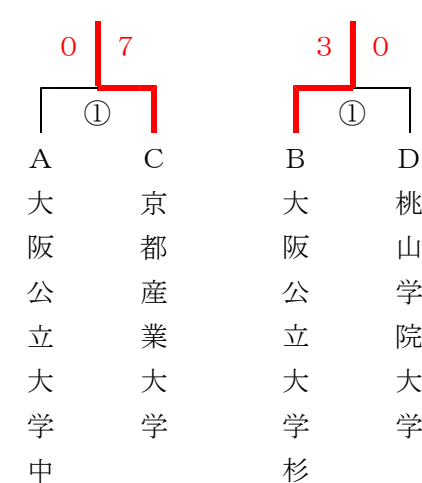 ０ ７ ３ ０
① ①
Ａ Ｃ Ｂ Ｄ
大阪公立大学中
京都産業大学
大阪公立大学杉
桃山学院大学